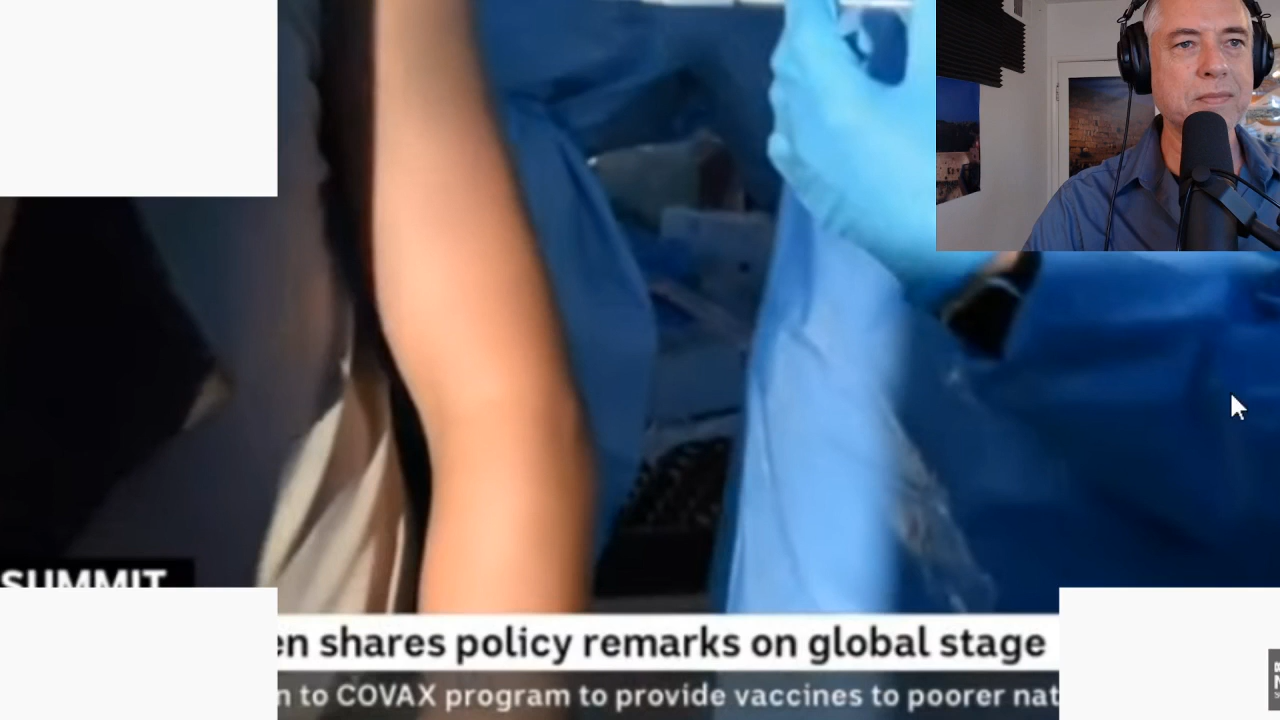 SUMMIT
en shares policy remarks on global stage
n to COVAX program to provide vaccines to poorer nat